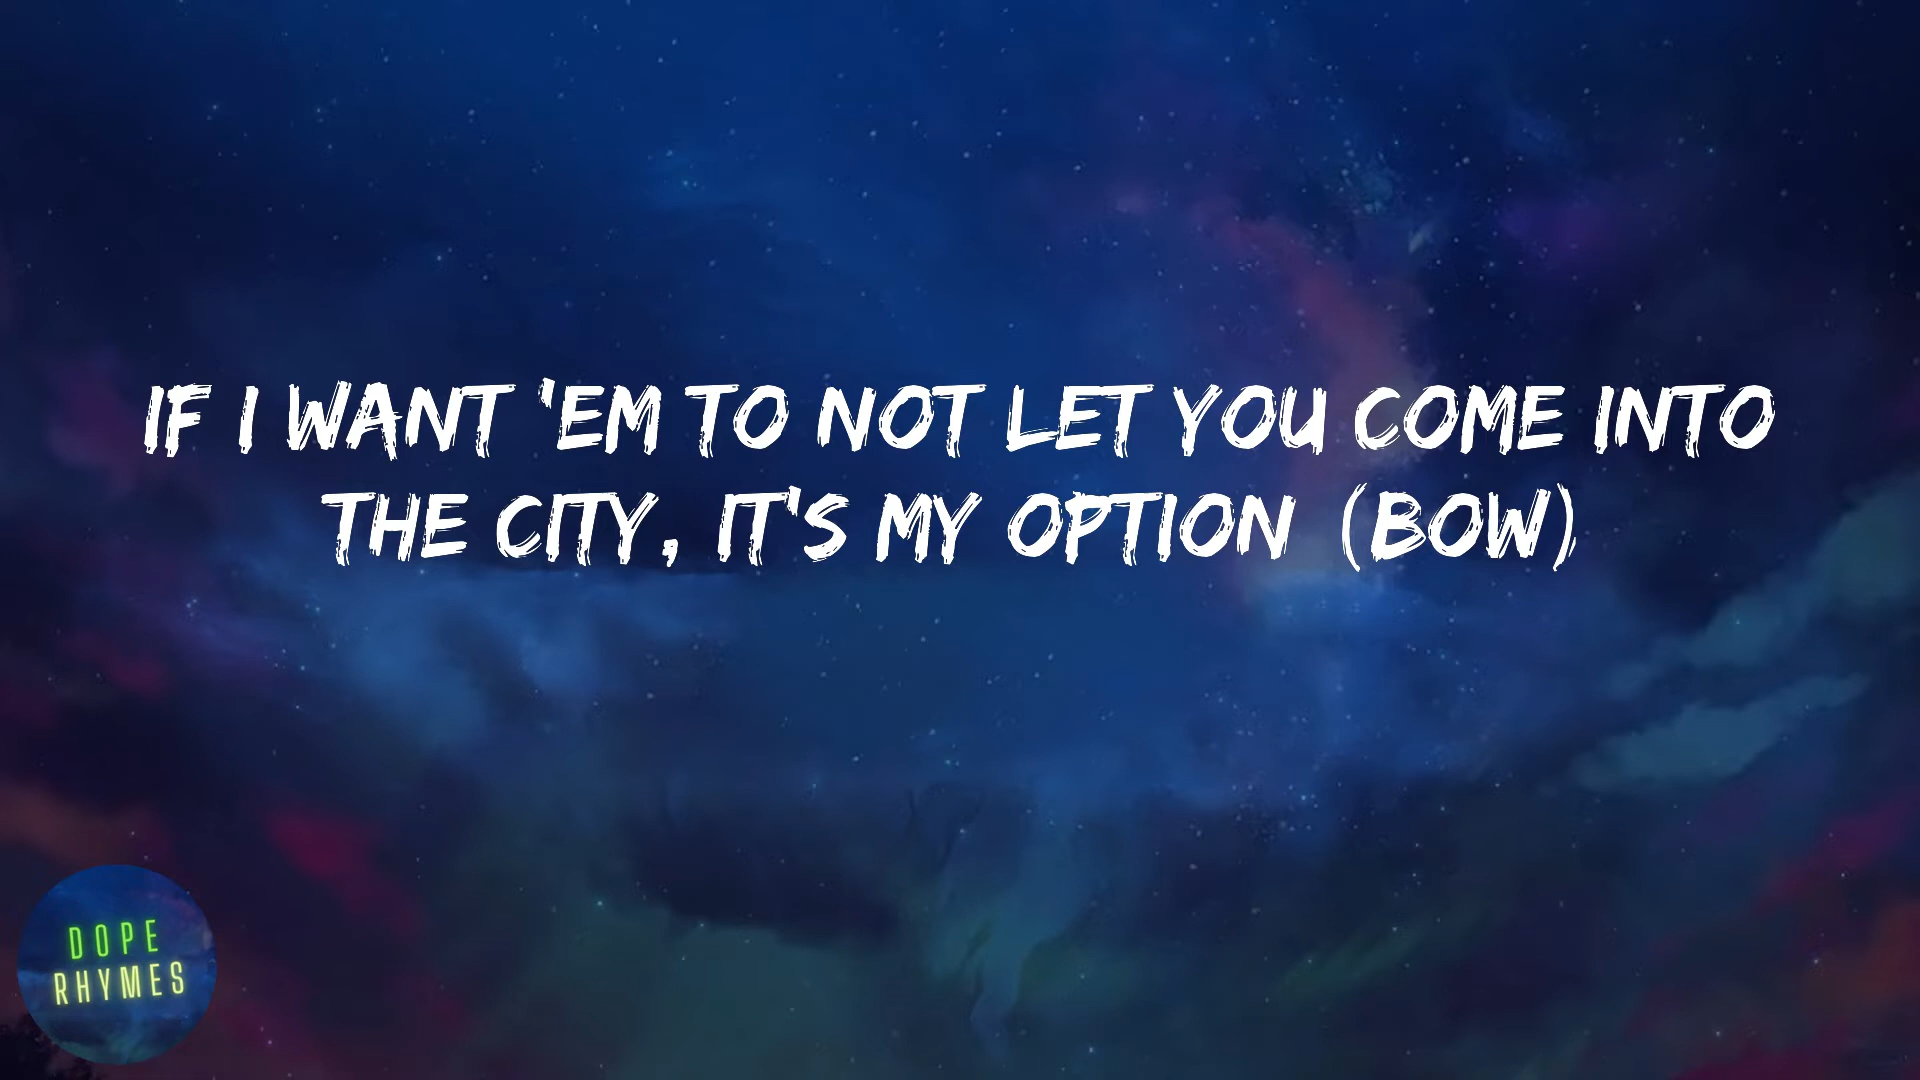 IF I WANT 'EM TO NOT LET YOU COME INTO
THE CITY, IT'S MY OPTION (BOW)
DOPE
RHYMES